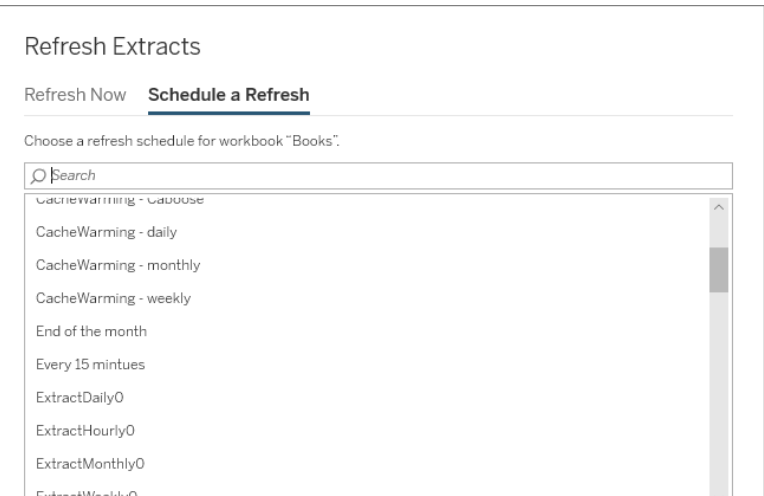 Refresh Extracts
Refresh Now Schedule a Refresh
Choose a refresh schedule for workbook “Books”.
Search
CacheWarming - Caboose
CacheWarming - daily
CacheWarming - monthly
CacheWarming - weekly
End of the month
Every 15 mintues
ExtractDaily0
ExtractHourly0
ExtractMonthly0
ExtractWeekly0